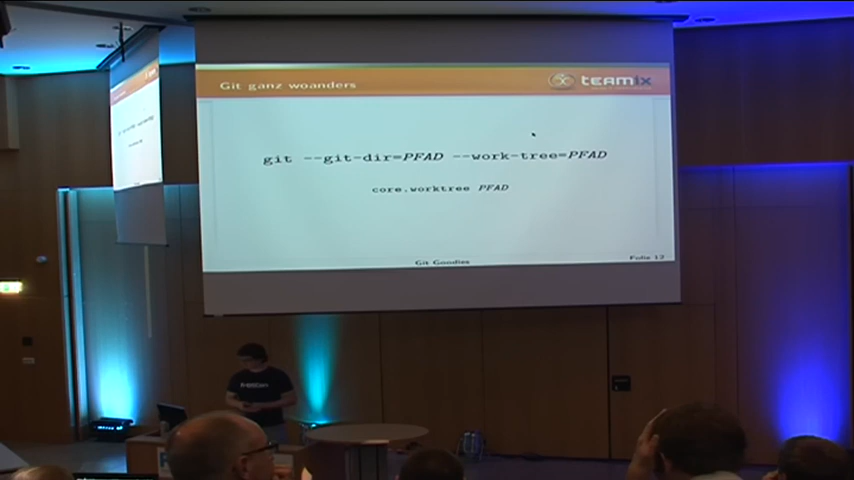 Git ganz woanders
teamix
git --git-dir=PFAD --work-tree=PFAD
core.worktree PFAD
Git Goodies
Folie 12